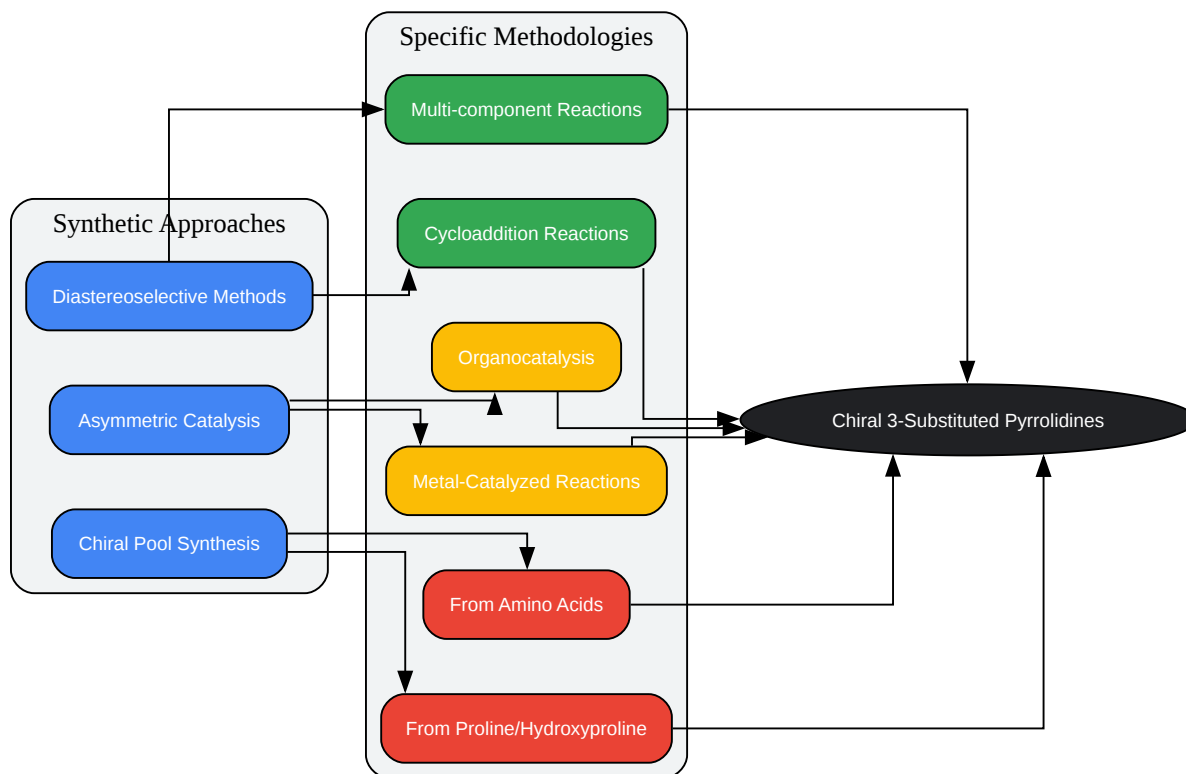 Specific Methodologies
Multi-component Reactions
Synthetic Approaches
Cycloaddition Reactions
Diastereoselective Methods
Organocatalysis
Asymmetric Catalysis
Chiral 3-Substituted Pyrrolidines
Metal-Catalyzed Reactions
Chiral Pool Synthesis
From Amino Acids
From Proline/Hydroxyproline